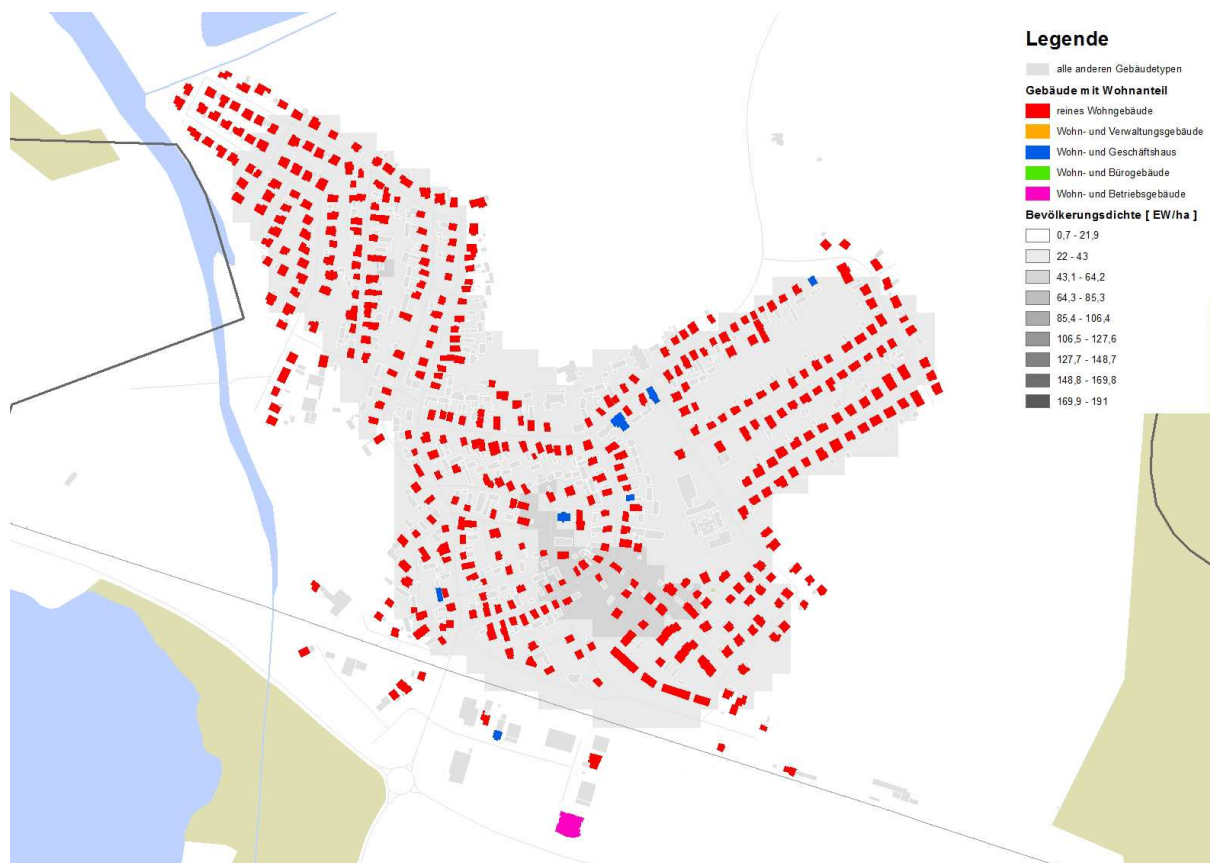 Legende
alle anderen Gebäudetypen
Gebäude mit Wohnanteil
reines Wohngebäude
Wohn- und Verwaltungsgebäude
Wohn- und Geschäftshaus
Wohn- und Bürogebäude
Wohn- und Betriebsgebäude
Bevölkerungsdichte [ EW/ha ]
0,7 - 21,9
22 - 43
43,1 - 64,2
64,3 - 85,3
85,4 - 106,4
106,5 - 127,6
127,7 - 148,7
148,8 - 169,8
169,9 - 191